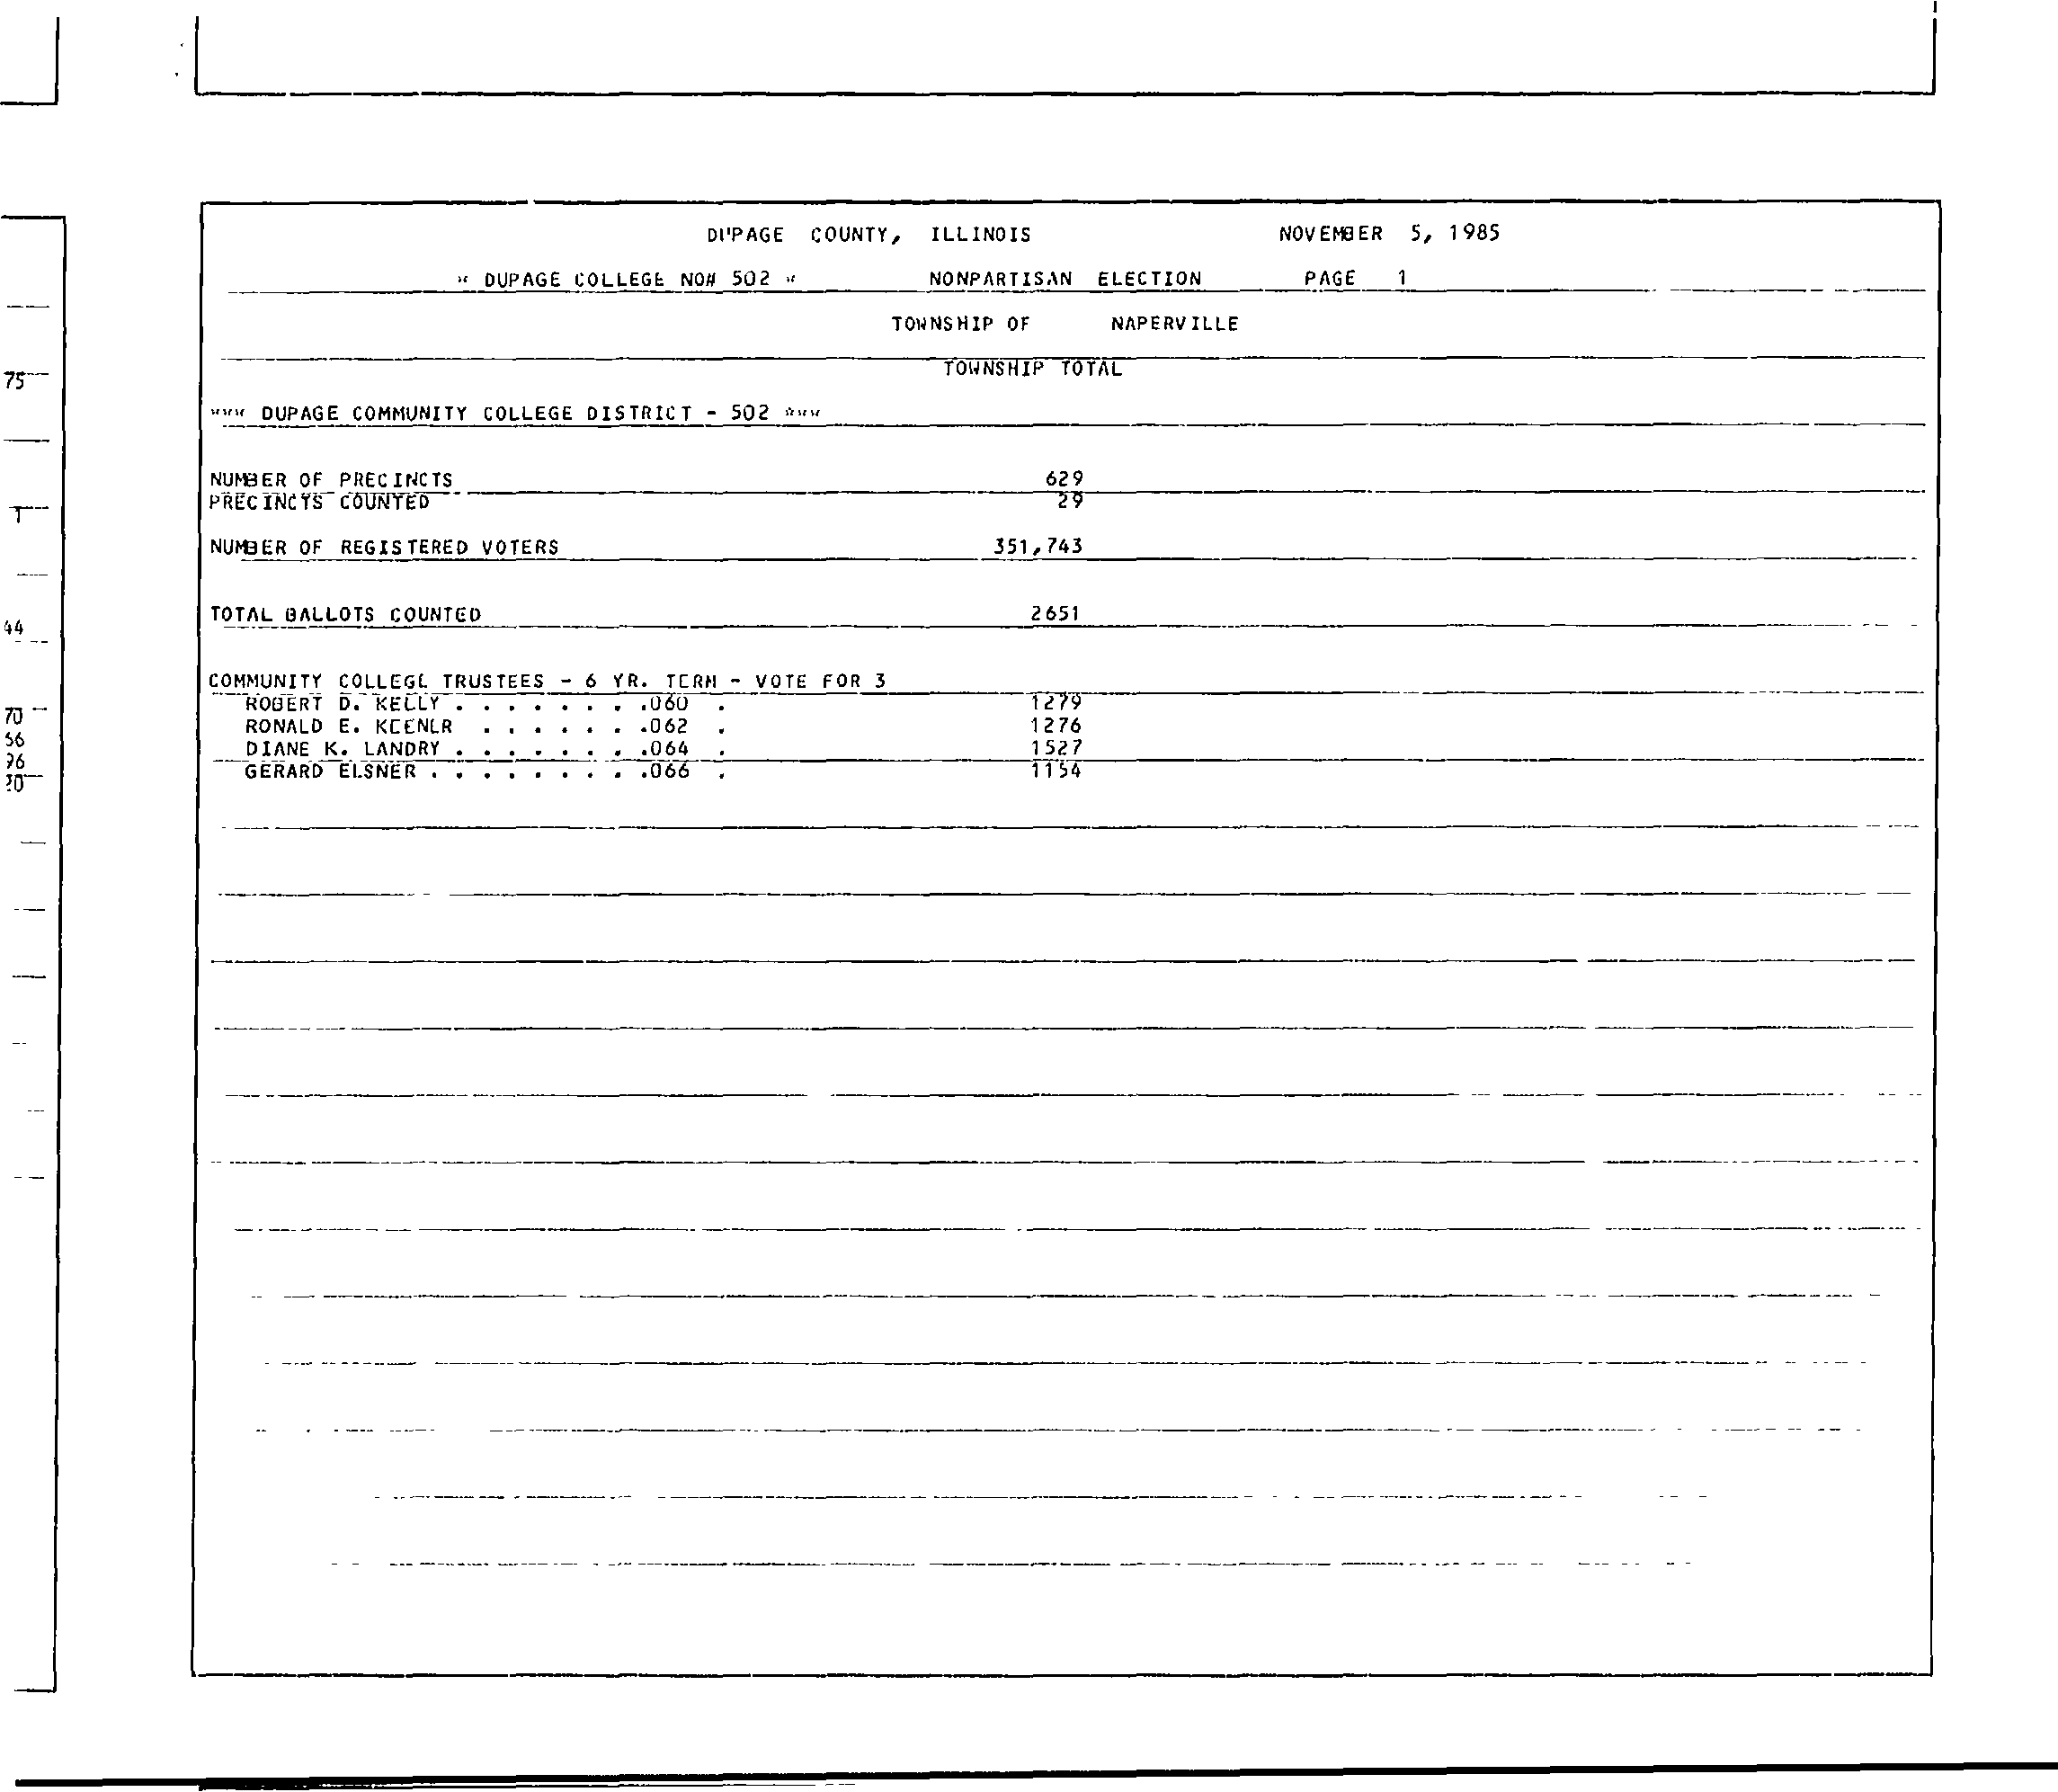 DUPAGE COUNTY, ILLINOIS NOVEMBER 5, 1985
* DUPAGE COLLEGE NO# 502 * NONPARTISAN ELECTION PAGE 1
TOWNSHIP OF NAPERVILLE
TOWNSHIP TOTAL
75
*** DUPAGE COMMUNITY COLLEGE DISTRICT - 502 ***
NUMBER OF PRECINCTS 629
PRECINCTS COUNTED 29
1
NUMBER OF REGISTERED VOTERS 351,743
TOTAL BALLOTS COUNTED 2651
44
COMMUNITY COLLEGE TRUSTEES - 6 YR. TERM - VOTE FOR 3
ROBERT D. KELLY . . . . . . . .060 . 1279
70
RONALD E. KEENER . . . . . . .062 . 1276
66
DIANE K. LANDRY . . . . . . . .064 . 1527
96
GERARD ELSNER . . . . . . . . .066 . 1154